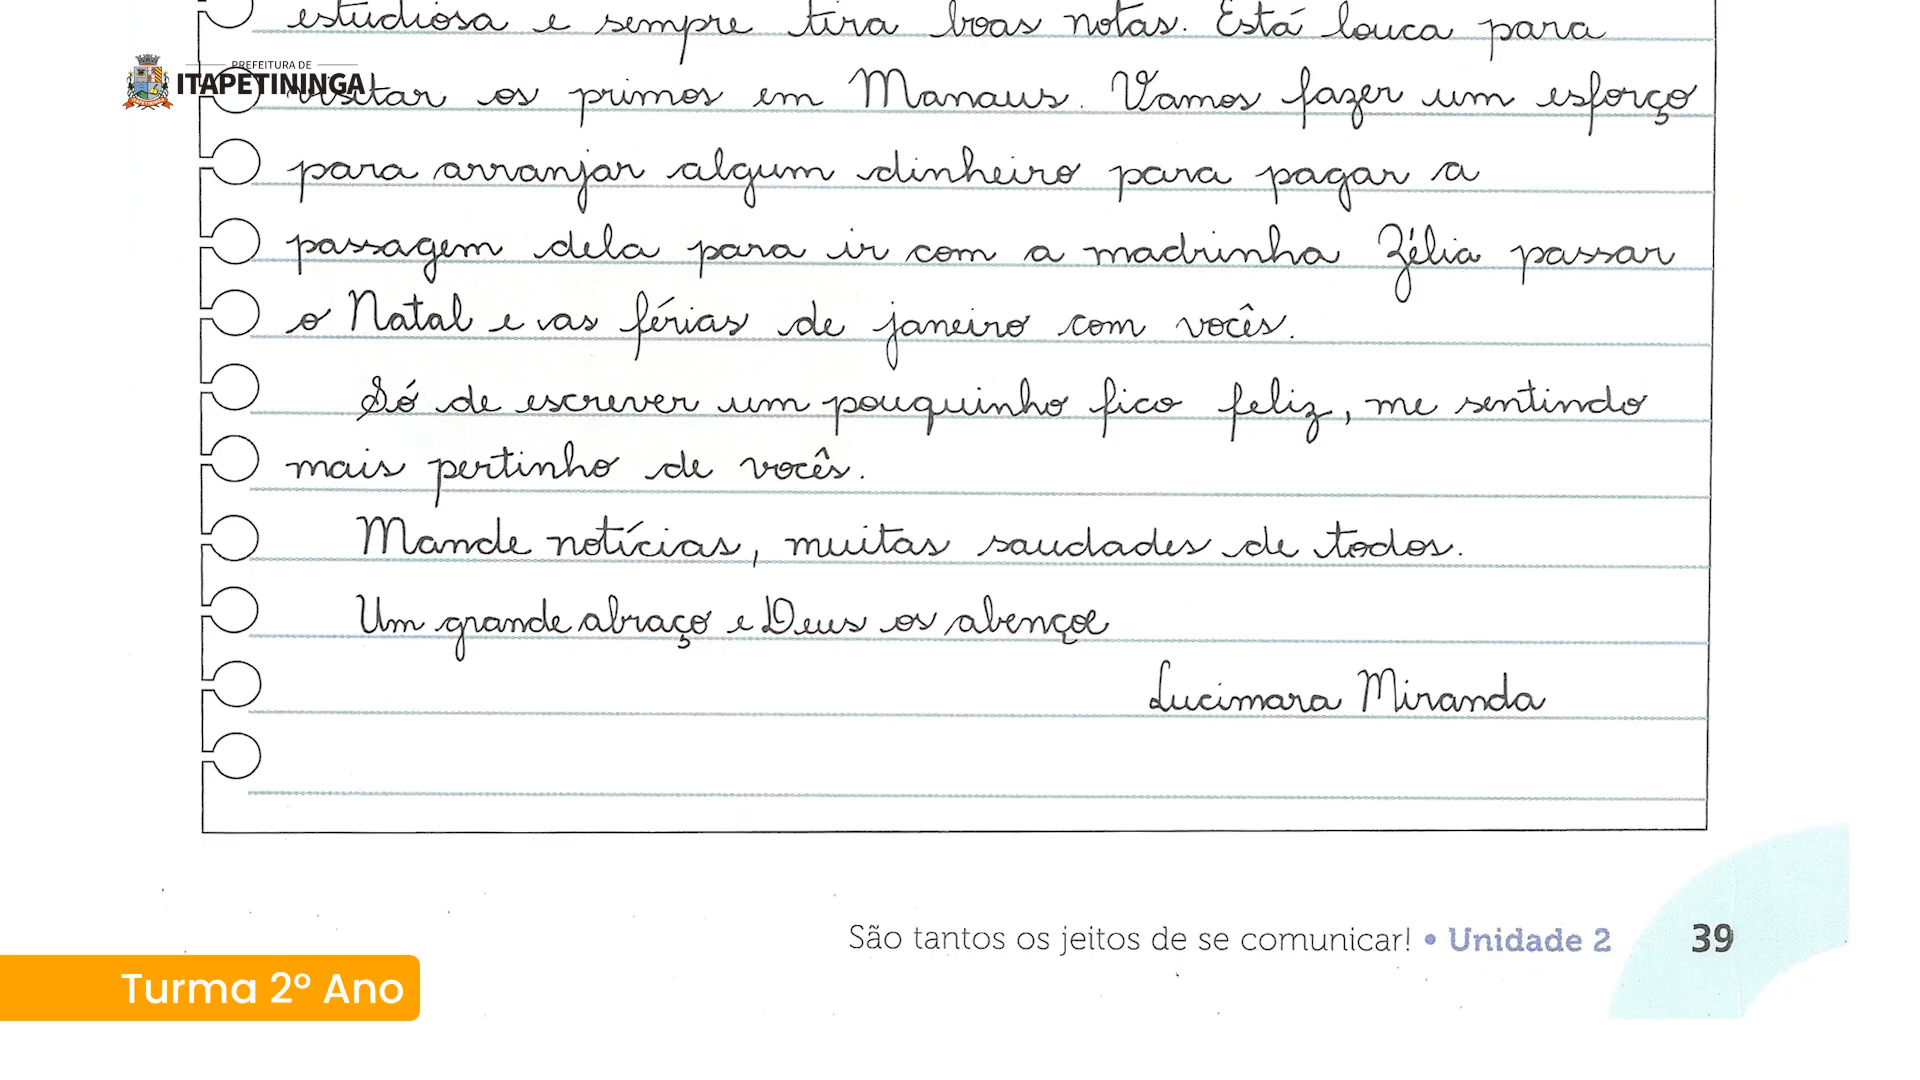 estudiosa e sempre tira boas notas. Está louca para
PREFEITURA DE
ITAPETININGA
visitar os primos em Manaus. Vamos fazer um esforço
para arranjar algum dinheiro para pagar a
passagem dela para ir com a madrinha Zélia passar
o Natal e as férias de janeiro com vocês.
Só de escrever um pouquinho fico feliz, me sentindo
mais pertinho de vocês.
Mande notícias, muitas saudades de todos.
Um grande abraço e Deus os abençoe
Lucimara Miranda
São tantos os jeitos de se comunicar! • Unidade 2 39
Turma 2º Ano